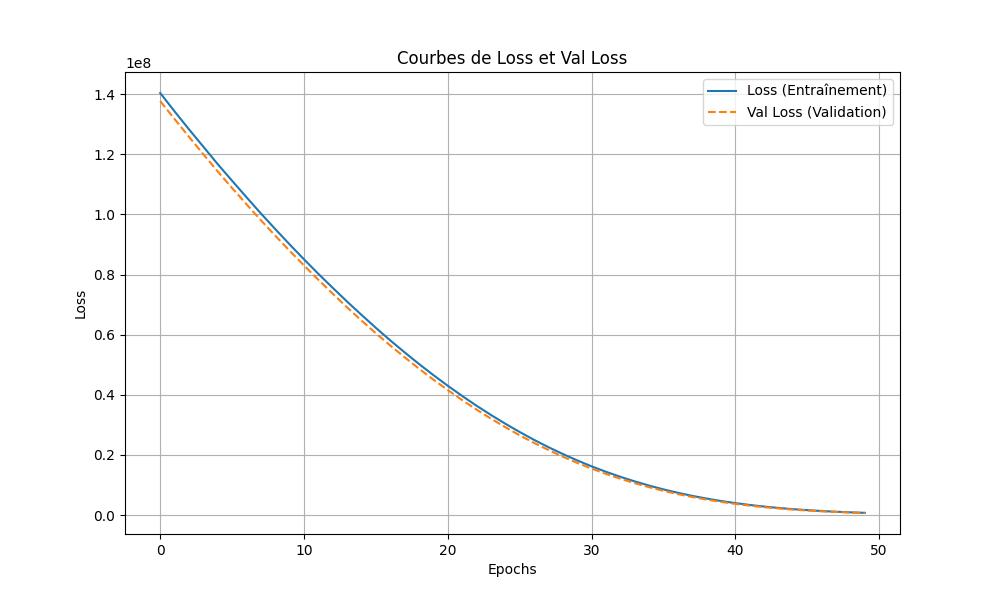 Courbes de Loss et Val Loss
1e8
Loss (Entraînement)
Val Loss (Validation)
1.4
1.2
1.0
0.8
0.6
0.4
0.2
0.0
Loss
0 10 20 30 40 50
Epochs